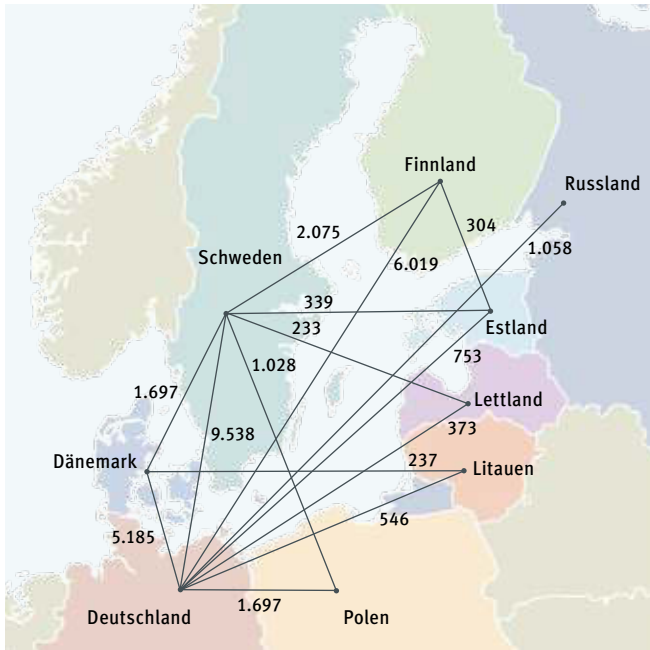 Finnland
Russland
304
2.075
1.058
Schweden
6.019
339
Estland
233
753
1.028
1.697
Lettland
373
9.538
Dänemark
237
Litauen
546
5.185
1.697
Deutschland
Polen